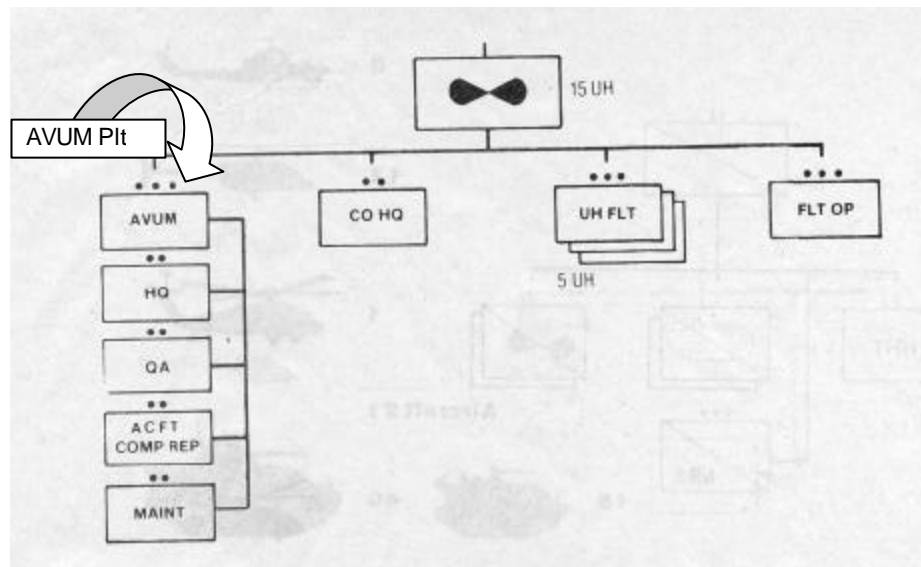 15 UH
AVUM Plt
AVUM
CO HQ
UH FLT
FLT OP
5 UH
HQ
QA
ACFT
COMP REP
MAINT